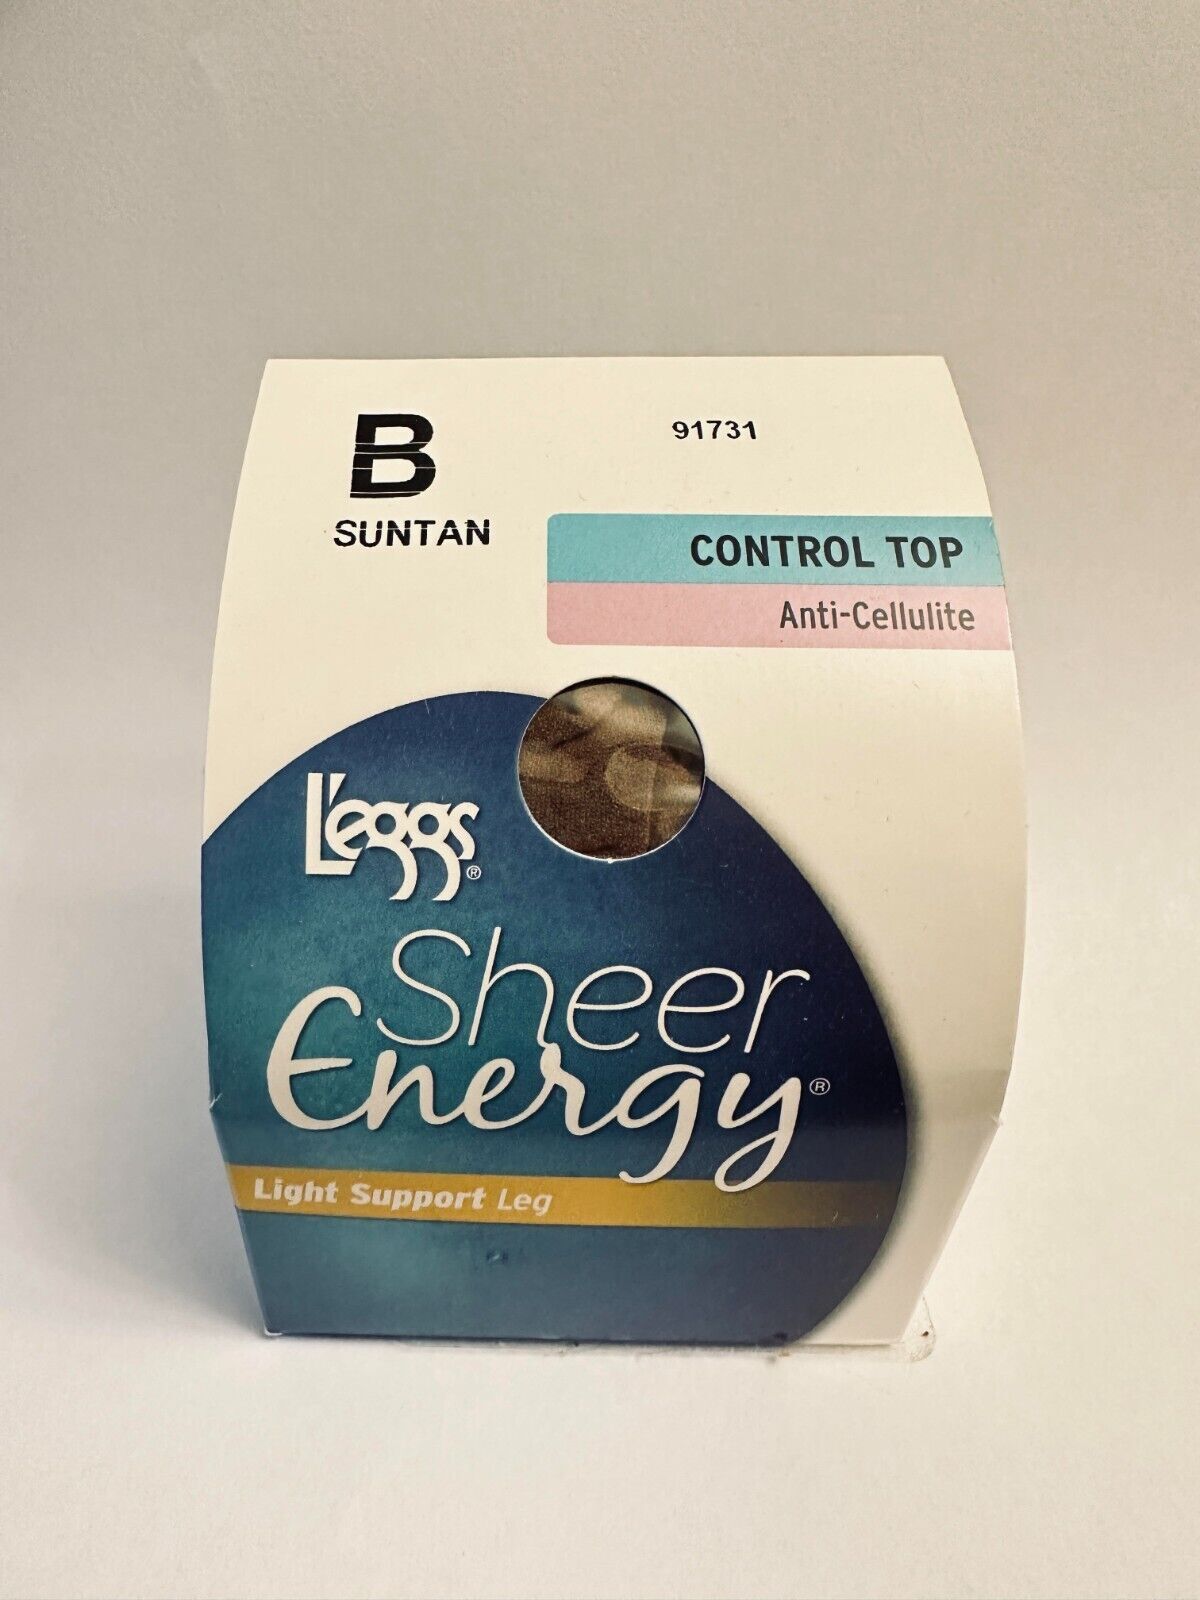 B
91731
SUNTAN
CONTROL TOP
Anti-Cellulite
L'eggs®
Sheer
Energy®
Light Support Leg